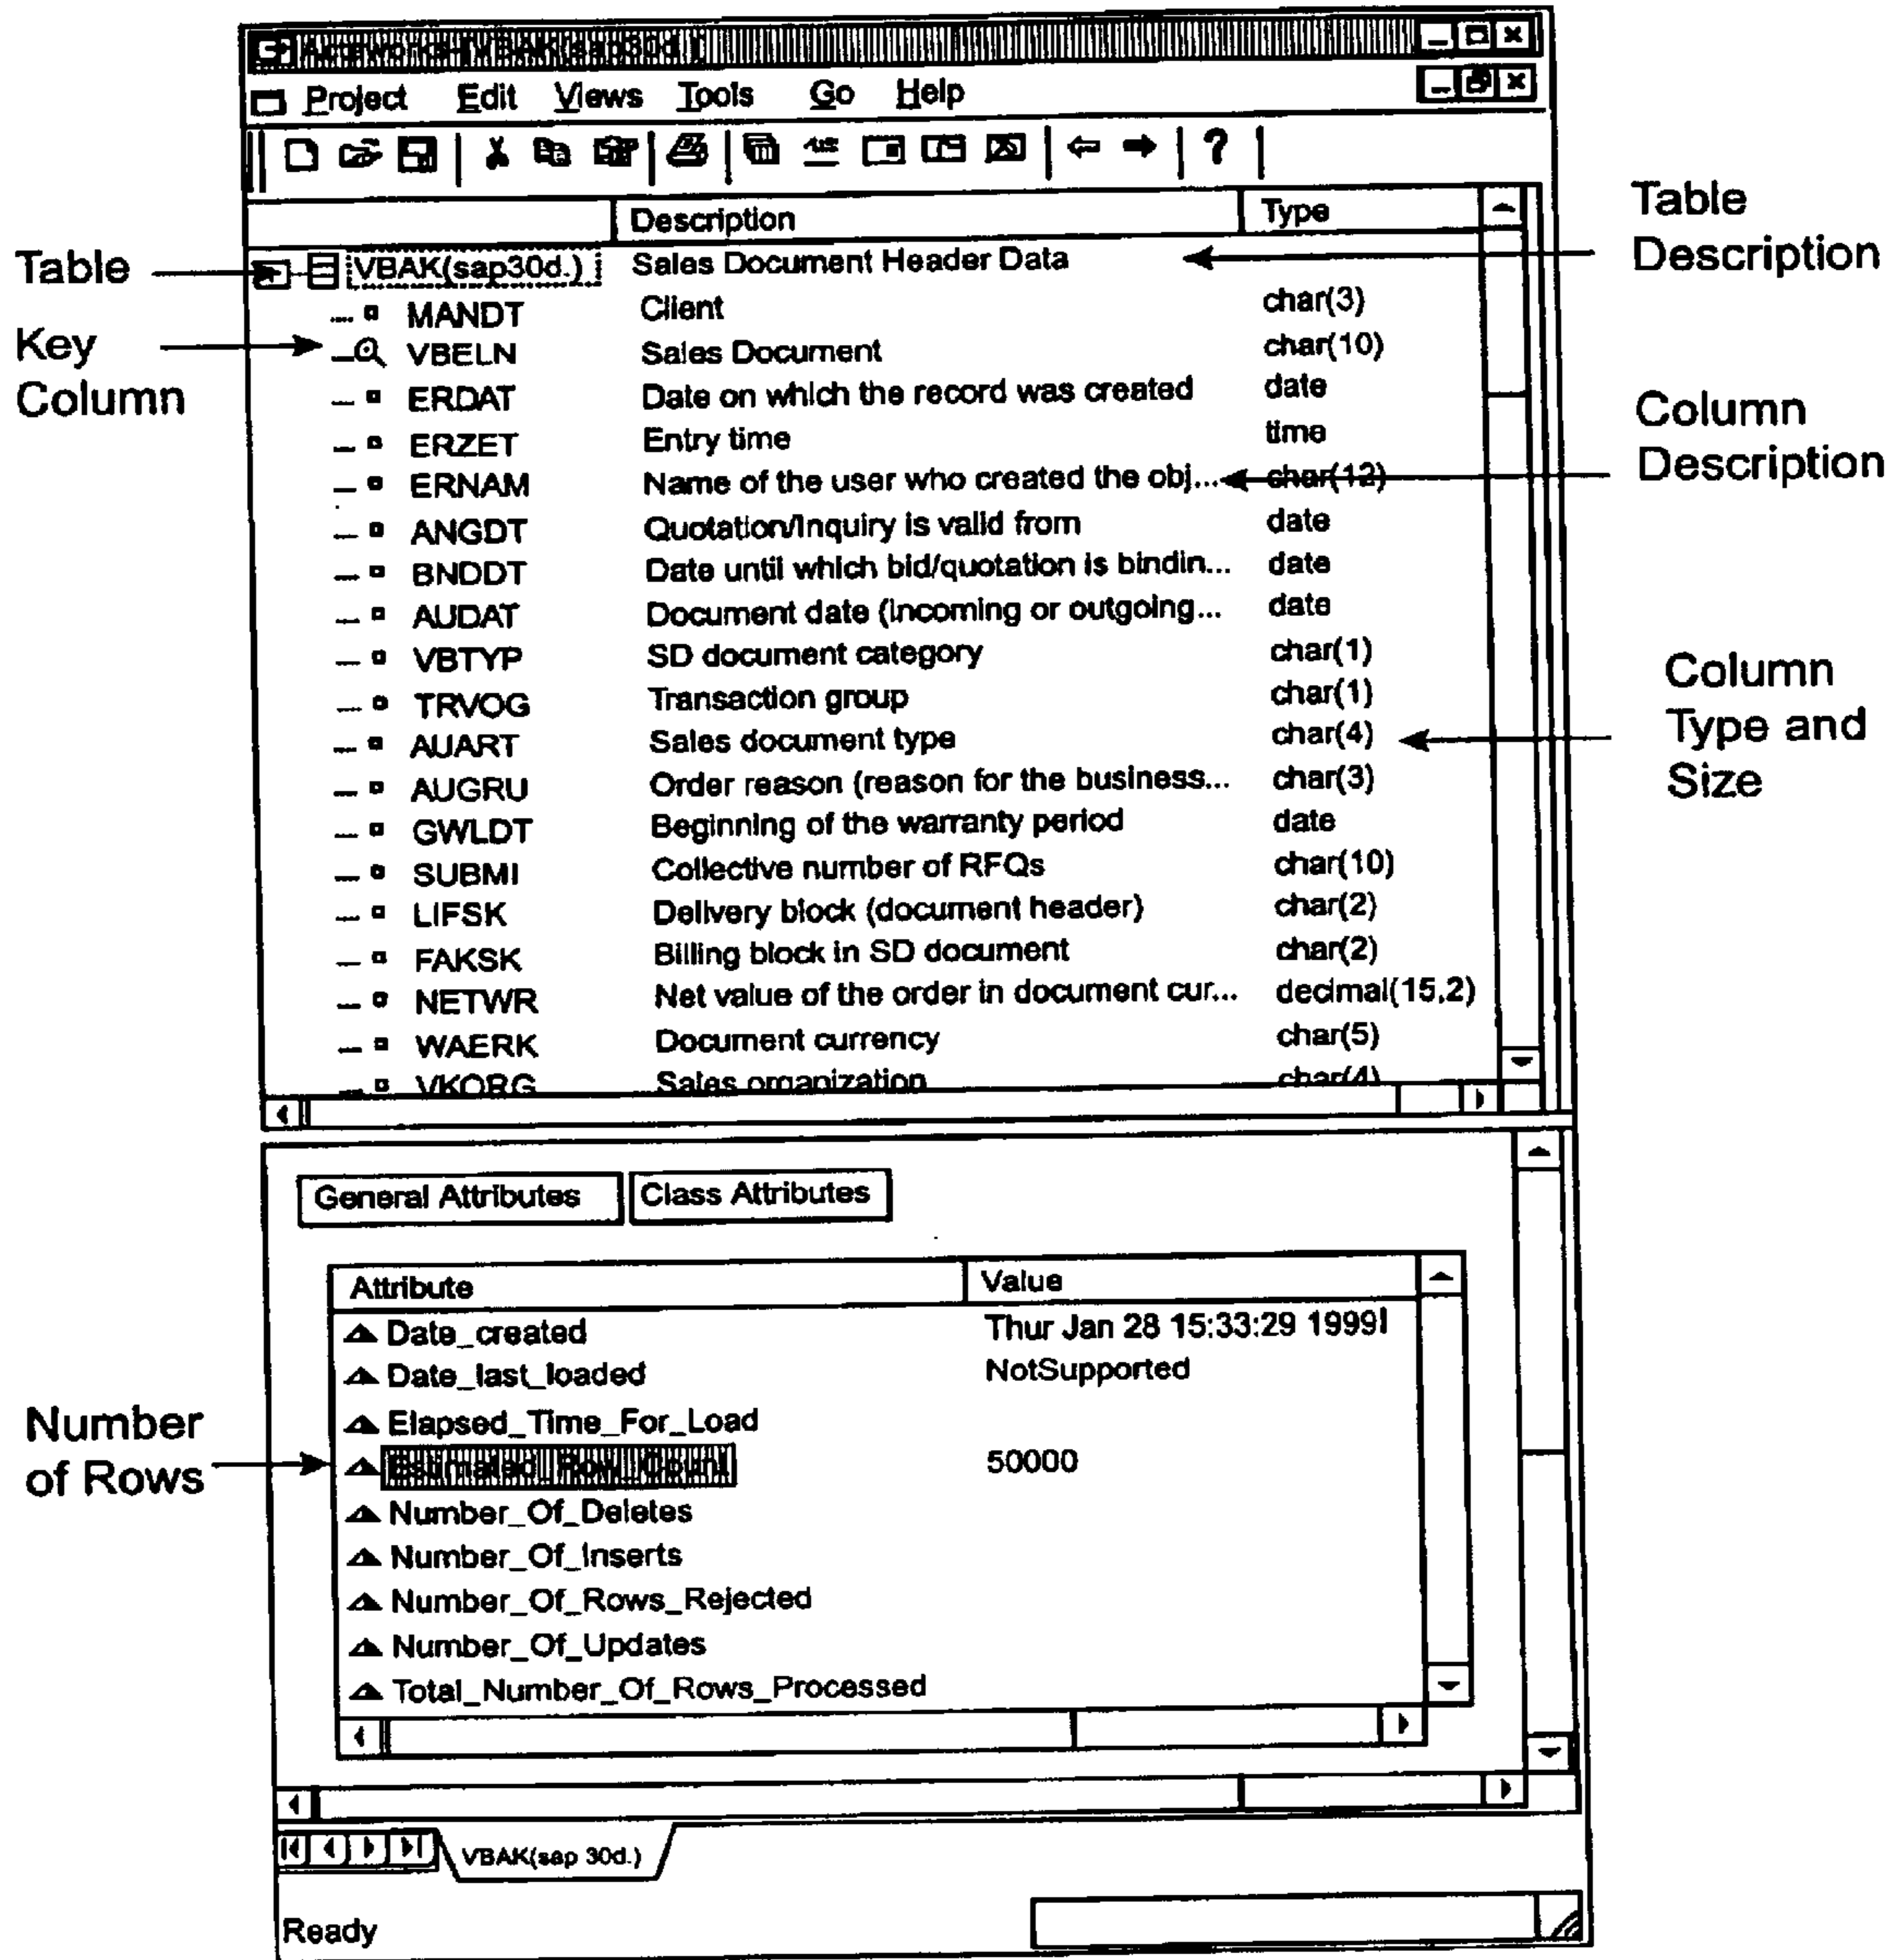 VBAK(sap30d.)
Project Edit Views Tools Go Help
?
Description Type
Table
VBAK(sap30d.) Sales Document Header Data
Table
Description
MANDT Client char(3)
Key
Column
VBELN Sales Document char(10)
ERDAT Date on which the record was created date
ERZET Entry time time
Column
Description
ERNAM Name of the user who created the obj... char(12)
ANGDT Quotation/Inquiry is valid from date
BNDDT Date until which bid/quotation is bindin... date
AUDAT Document date (incoming or outgoing... date
VBTYP SD document category char(1)
TRVOG Transaction group char(1)
AUART Sales document type char(4)
Column
Type and
Size
AUGRU Order reason (reason for the business... char(3)
GWLDT Beginning of the warranty period date
SUBMI Collective number of RFQs char(10)
LIFSK Delivery block (document header) char(2)
FAKSK Billing block in SD document char(2)
NETWR Net value of the order in document cur... decimal(15,2)
WAERK Document currency char(5)
VKORG Sales organization char(4)
General Attributes Class Attributes
Attribute Value
Date_created Thur Jan 28 15:33:29 1999
Date_last_loaded NotSupported
Elapsed_Time_For_Load
Number
of Rows
Estimated_Row_Count 50000
Number_Of_Deletes
Number_Of_Inserts
Number_Of_Rows_Rejected
Number_Of_Updates
Total_Number_Of_Rows_Processed
VBAK(sap 30d.)
Ready